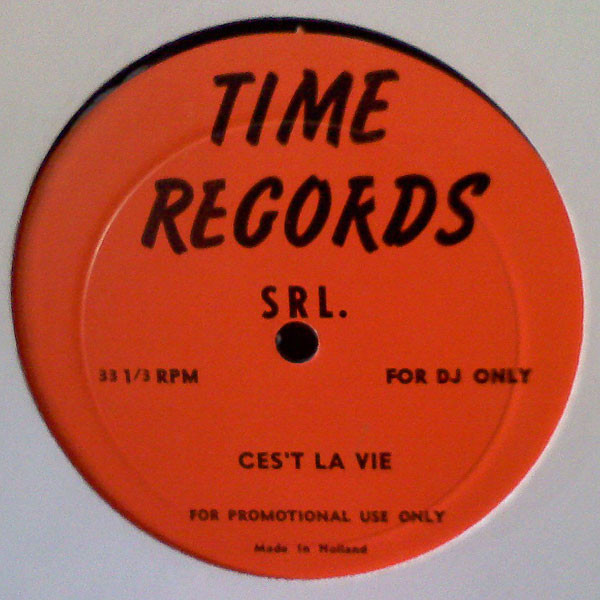 TIME
RECORDS
SRL.
33 1/3 RPM
FOR DJ ONLY
CES'T LA VIE
FOR PROMOTIONAL USE ONLY
Made In Holland